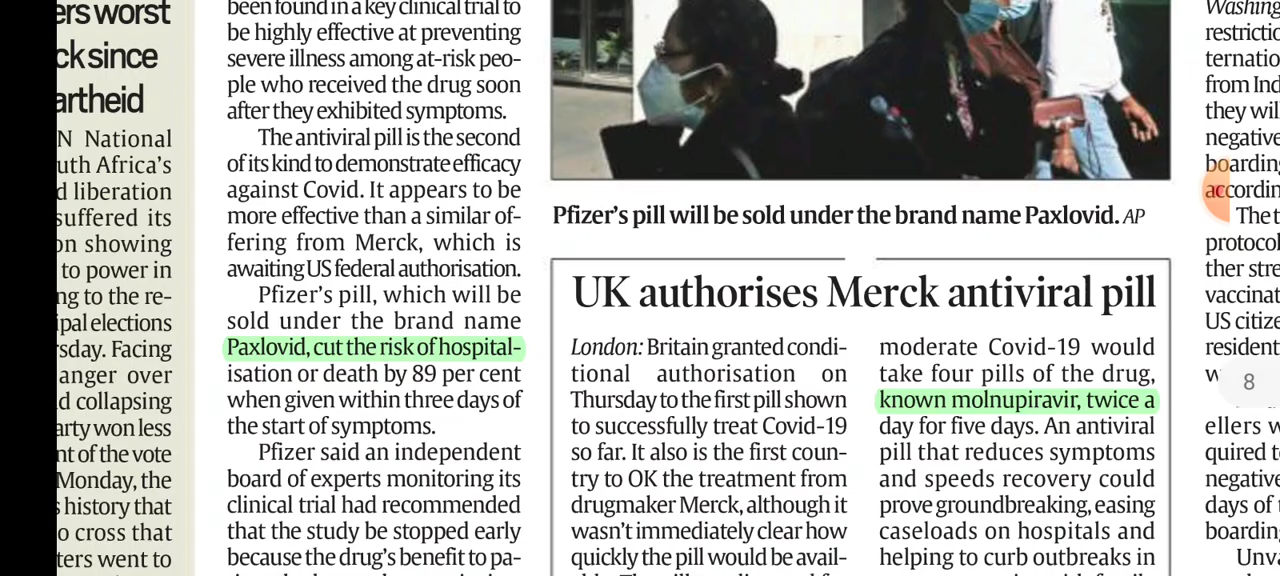 ers worst
ck since
artheid
N National
uth Africa's
d liberation
suffered its
on showing
to power in
ng to the re-
ipal elections
rsday. Facing
anger over
d collapsing
arty won less
nt of the vote
Monday, the
s history that
o cross that
ters went to
been found in a key clinical trial to
be highly effective at preventing
severe illness among at-risk peo-
ple who received the drug soon
after they exhibited symptoms.
The antiviral pill is the second
of its kind to demonstrate efficacy
against Covid. It appears to be
more effective than a similar of-
fering from Merck, which is
awaiting US federal authorisation.
Pfizer's pill, which will be
sold under the brand name
Paxlovid, cut the risk of hospital-
isation or death by 89 per cent
when given within three days of
the start of symptoms.
Pfizer said an independent
board of experts monitoring its
clinical trial had recommended
that the study be stopped early
because the drug's benefit to pa-
Pfizer's pill will be sold under the brand name Paxlovid. AP
UK authorises Merck antiviral pill
London: Britain granted condi-
tional authorisation on
Thursday to the first pill shown
to successfully treat Covid-19
so far. It also is the first coun-
try to OK the treatment from
drugmaker Merck, although it
wasn't immediately clear how
quickly the pill would be avail-
moderate Covid-19 would
take four pills of the drug,
known molnupiravir, twice a
day for five days. An antiviral
pill that reduces symptoms
and speeds recovery could
prove groundbreaking, easing
caseloads on hospitals and
helping to curb outbreaks in
Washing
restrictio
ternatio
from Ind
they wil
negative
boarding
accordin
The t
protocol
ther stre
vaccinat
US citize
resident
w
8
ellers w
quired to
negative
days of t
boarding
Unv